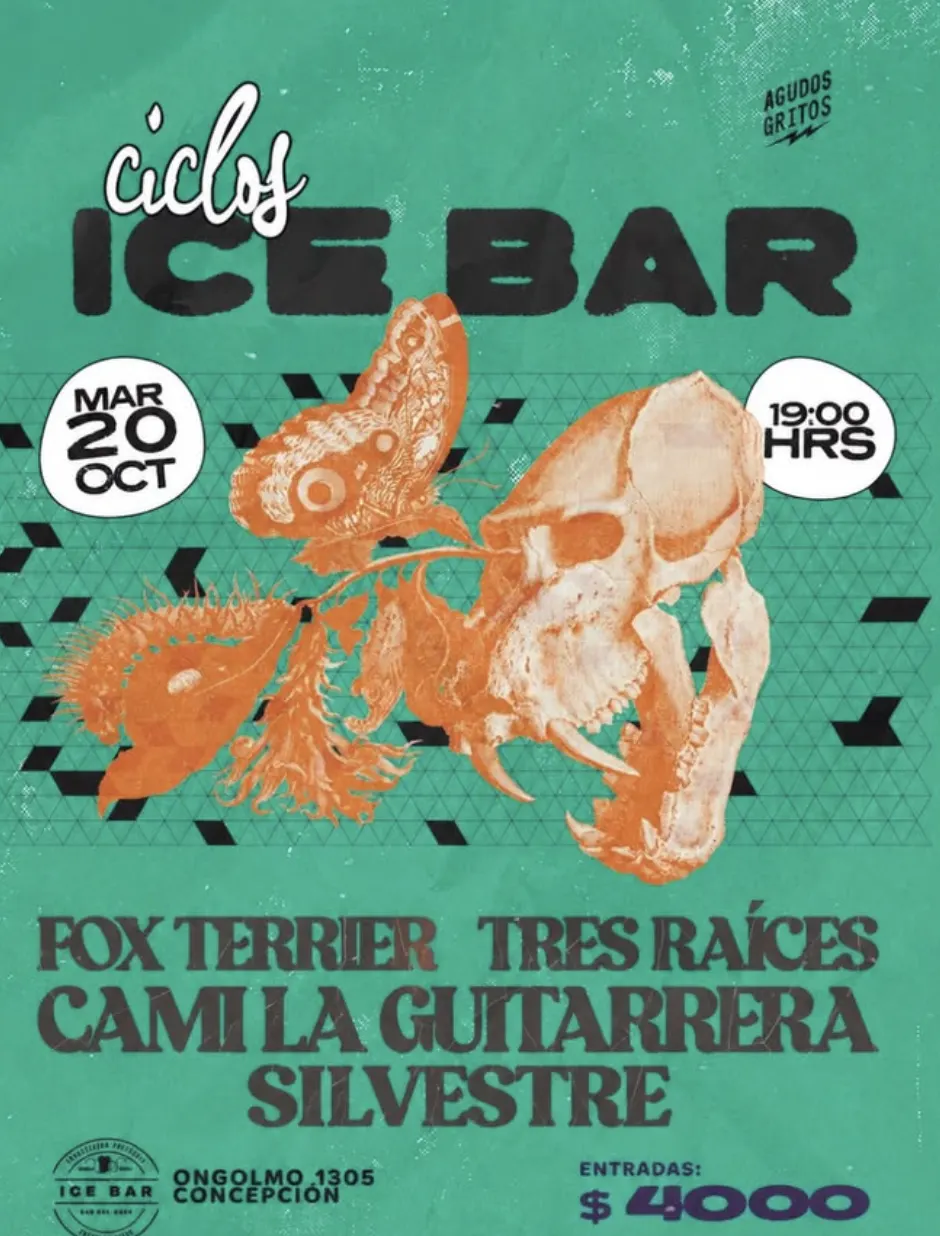 AGUDOS
GRITOS
ciclos
ICE BAR
MAR
20
OCT
19:00
HRS
FOX TERRIER TRES RAÍCES
CAMI LA GUITARRERA
SILVESTRE
ICE BAR
ONGOLMO 1305
CONCEPCIÓN
ENTRADAS:
$ 4000